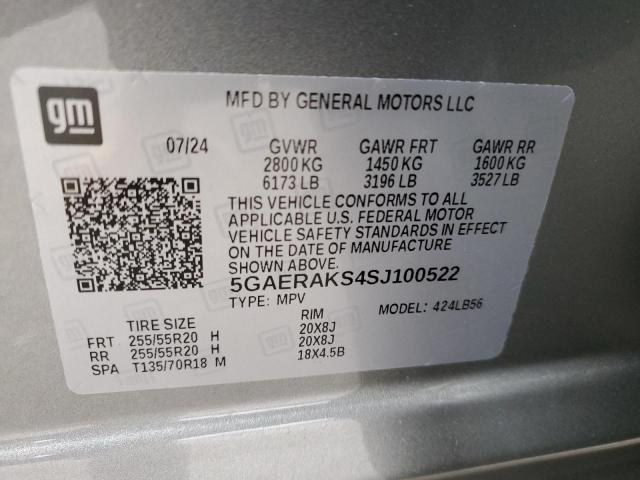 gm
MFD BY GENERAL MOTORS LLC
07/24 GVWR GAWR FRT GAWR RR
2800 KG 1450 KG 1600 KG
6173 LB 3196 LB 3527 LB
THIS VEHICLE CONFORMS TO ALL
APPLICABLE U.S. FEDERAL MOTOR
VEHICLE SAFETY STANDARDS IN EFFECT
ON THE DATE OF MANUFACTURE
SHOWN ABOVE.
5GAERAKS4SJ100522
TYPE: MPV MODEL: 424LB56
TIRE SIZE RIM
FRT 255/55R20 H 20X8J
RR 255/55R20 H 20X8J
SPA T135/70R18 M 18X4.5B